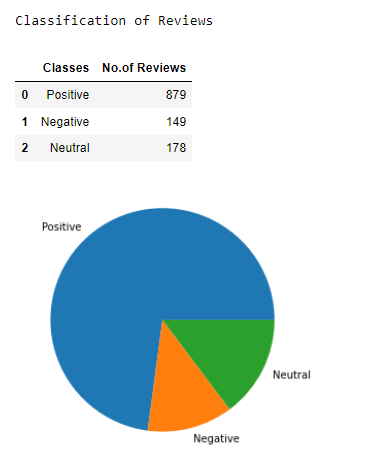 Classification of Reviews
Classes No.of Reviews
0 Positive 879
1 Negative 149
2 Neutral 178
Positive
Neutral
Negative